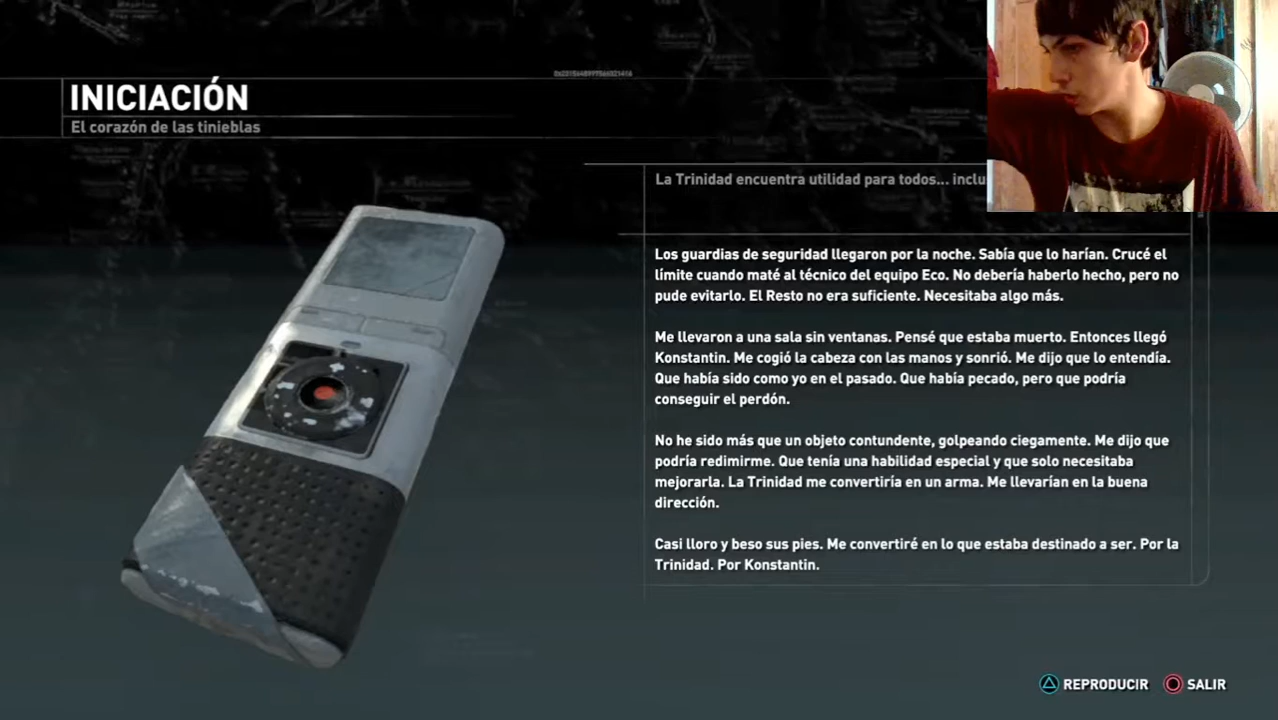 INICIACIÓN
El corazón de las tinieblas
La Trinidad encuentra utilidad para todos... inclu
Los guardias de seguridad llegaron por la noche. Sabía que lo harían. Crucé el
límite cuando maté al técnico del equipo Eco. No debería haberlo hecho, pero no
pude evitarlo. El Resto no era suficiente. Necesitaba algo más.
Me llevaron a una sala sin ventanas. Pensé que estaba muerto. Entonces llegó
Konstantin. Me cogió la cabeza con las manos y sonrió. Me dijo que lo entendía.
Que había sido como yo en el pasado. Que había pecado, pero que podría
conseguir el perdón.
No he sido más que un objeto contundente, golpeando ciegamente. Me dijo que
podría redimirme. Que tenía una habilidad especial y que solo necesitaba
mejorarla. La Trinidad me convertiría en un arma. Me llevarían en la buena
dirección.
Casi lloro y beso sus pies. Me convertiré en lo que estaba destinado a ser. Por la
Trinidad. Por Konstantin.
REPRODUCIR
SALIR